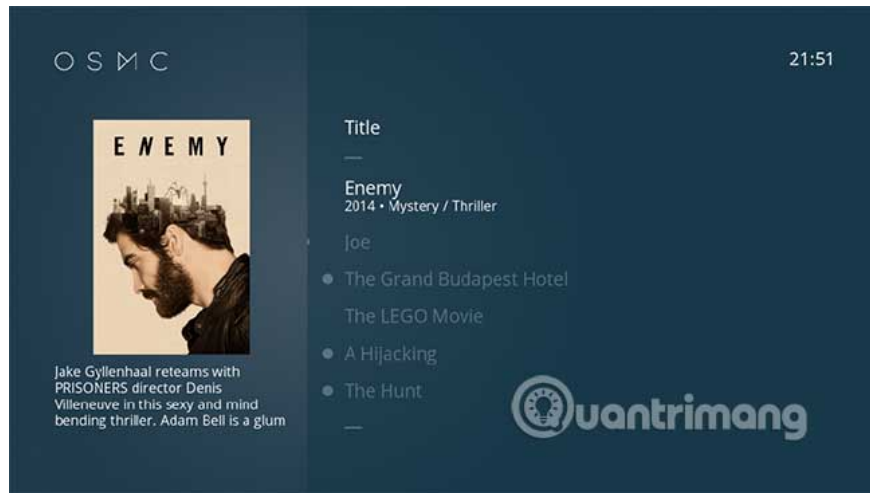 OSMC
21:51
ENEMY
Jake Gyllenhaal reteams with
PRISONERS director Denis
Villeneuve in this sexy and mind
bending thriller. Adam Bell is a glum
Title
Enemy
2014 • Mystery / Thriller
Joe
The Grand Budapest Hotel
The LEGO Movie
A Hijacking
The Hunt
Quantrimang